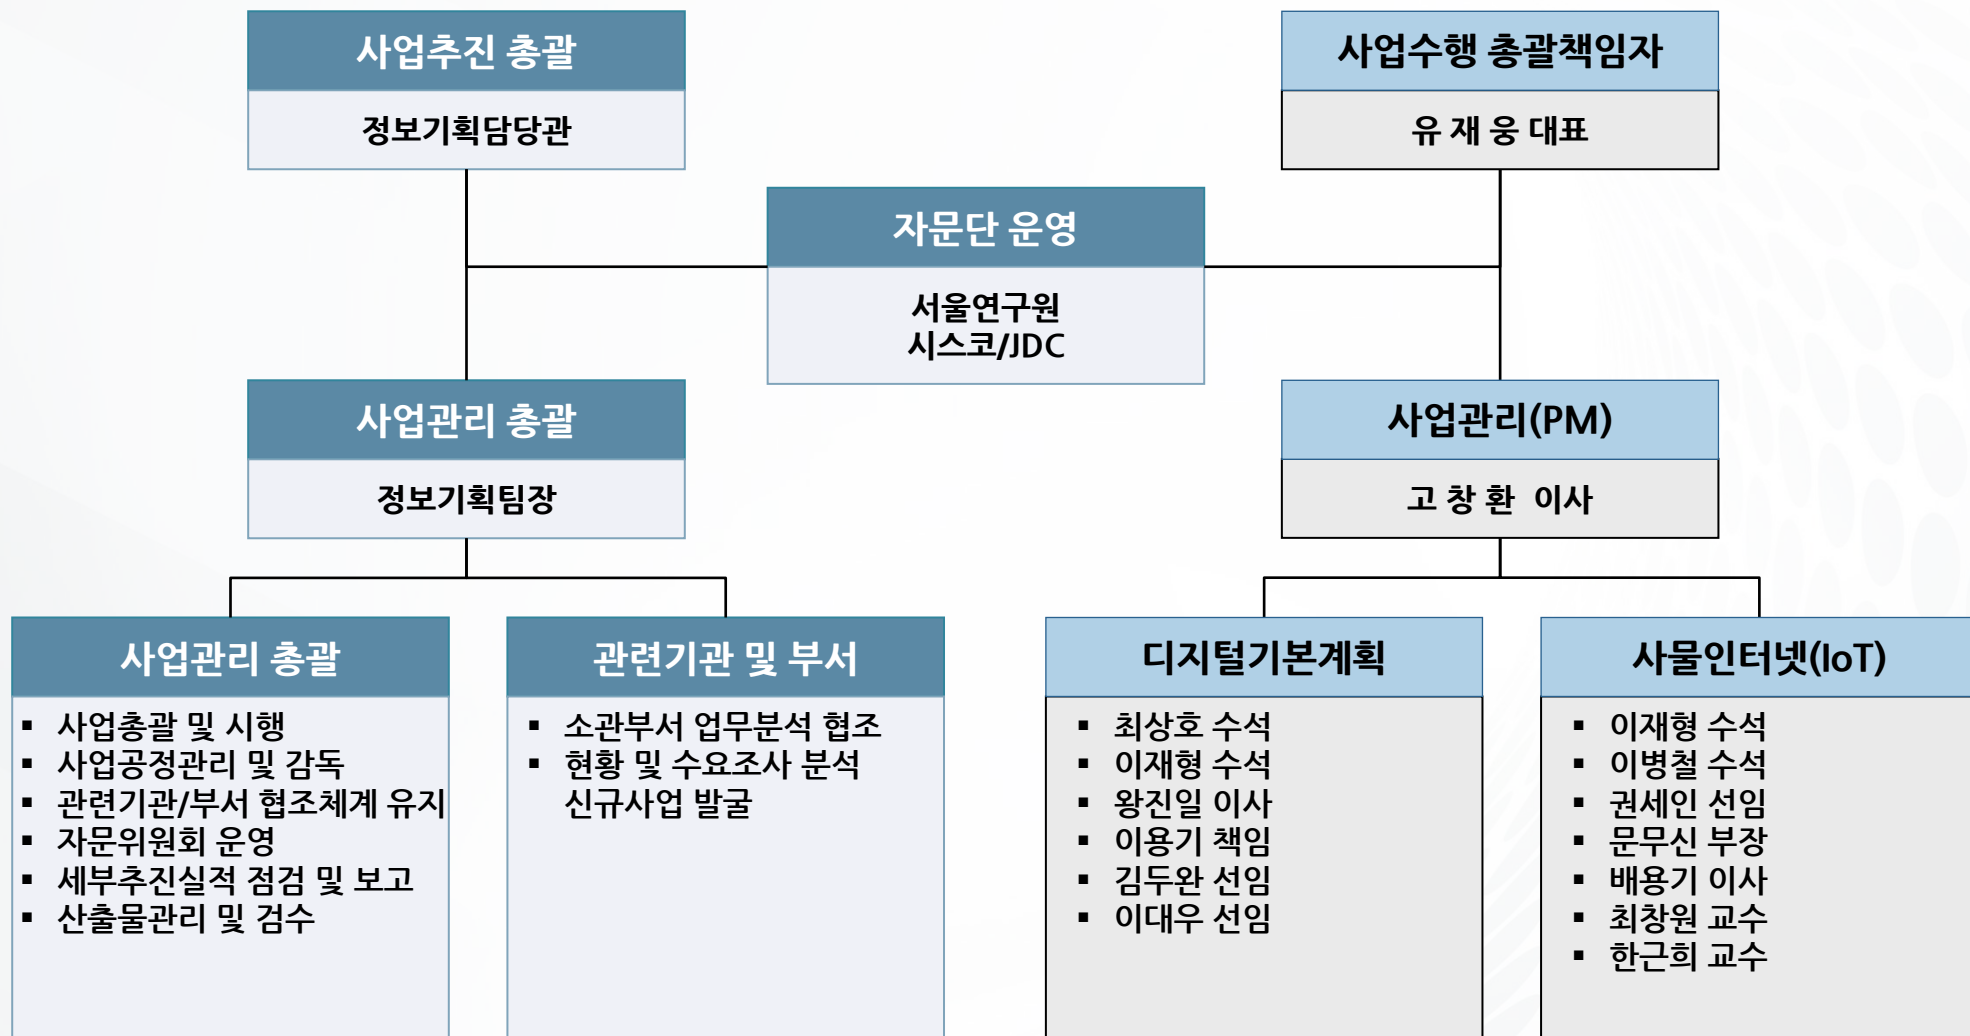 사업추진 총괄
정보기획담당관
사업수행 총괄책임자
유 재 웅 대표
자문단 운영
서울연구원
시스코/JDC
사업관리 총괄
정보기획팀장
사업관리(PM)
고 창 환 이사
사업관리 총괄
▪ 사업총괄 및 시행
▪ 사업공정관리 및 감독
▪ 관련기관/부서 협조체계 유지
▪ 자문위원회 운영
▪ 세부추진실적 점검 및 보고
▪ 산출물관리 및 검수
관련기관 및 부서
▪ 소관부서 업무분석 협조
▪ 현황 및 수요조사 분석
신규사업 발굴
디지털기본계획
▪ 최상호 수석
▪ 이재형 수석
▪ 왕진일 이사
▪ 이용기 책임
▪ 김두완 선임
▪ 이대우 선임
사물인터넷(IoT)
▪ 이재형 수석
▪ 이병철 수석
▪ 권세인 선임
▪ 문무신 부장
▪ 배용기 이사
▪ 최창원 교수
▪ 한근희 교수